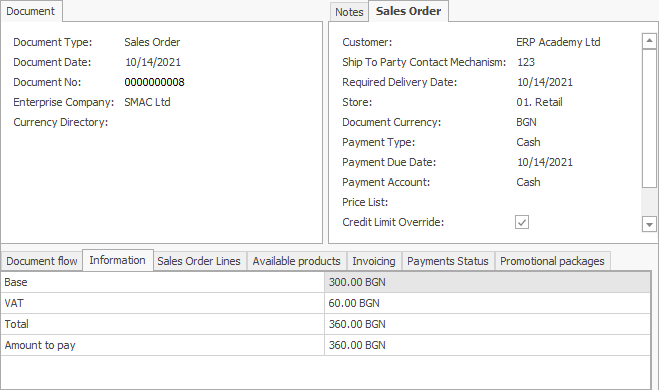 Document
Document Type: Sales Order
Document Date: 10/14/2021
Document No: 0000000008
Enterprise Company: SMAC Ltd
Currency Directory:
Notes Sales Order
Customer: ERP Academy Ltd
Ship To Party Contact Mechanism: 123
Required Delivery Date: 10/14/2021
Store: 01. Retail
Document Currency: BGN
Payment Type: Cash
Payment Due Date: 10/14/2021
Payment Account: Cash
Price List:
Credit Limit Override:
Document flow Information Sales Order Lines Available products Invoicing Payments Status Promotional packages
Base 300.00 BGN
VAT 60.00 BGN
Total 360.00 BGN
Amount to pay 360.00 BGN